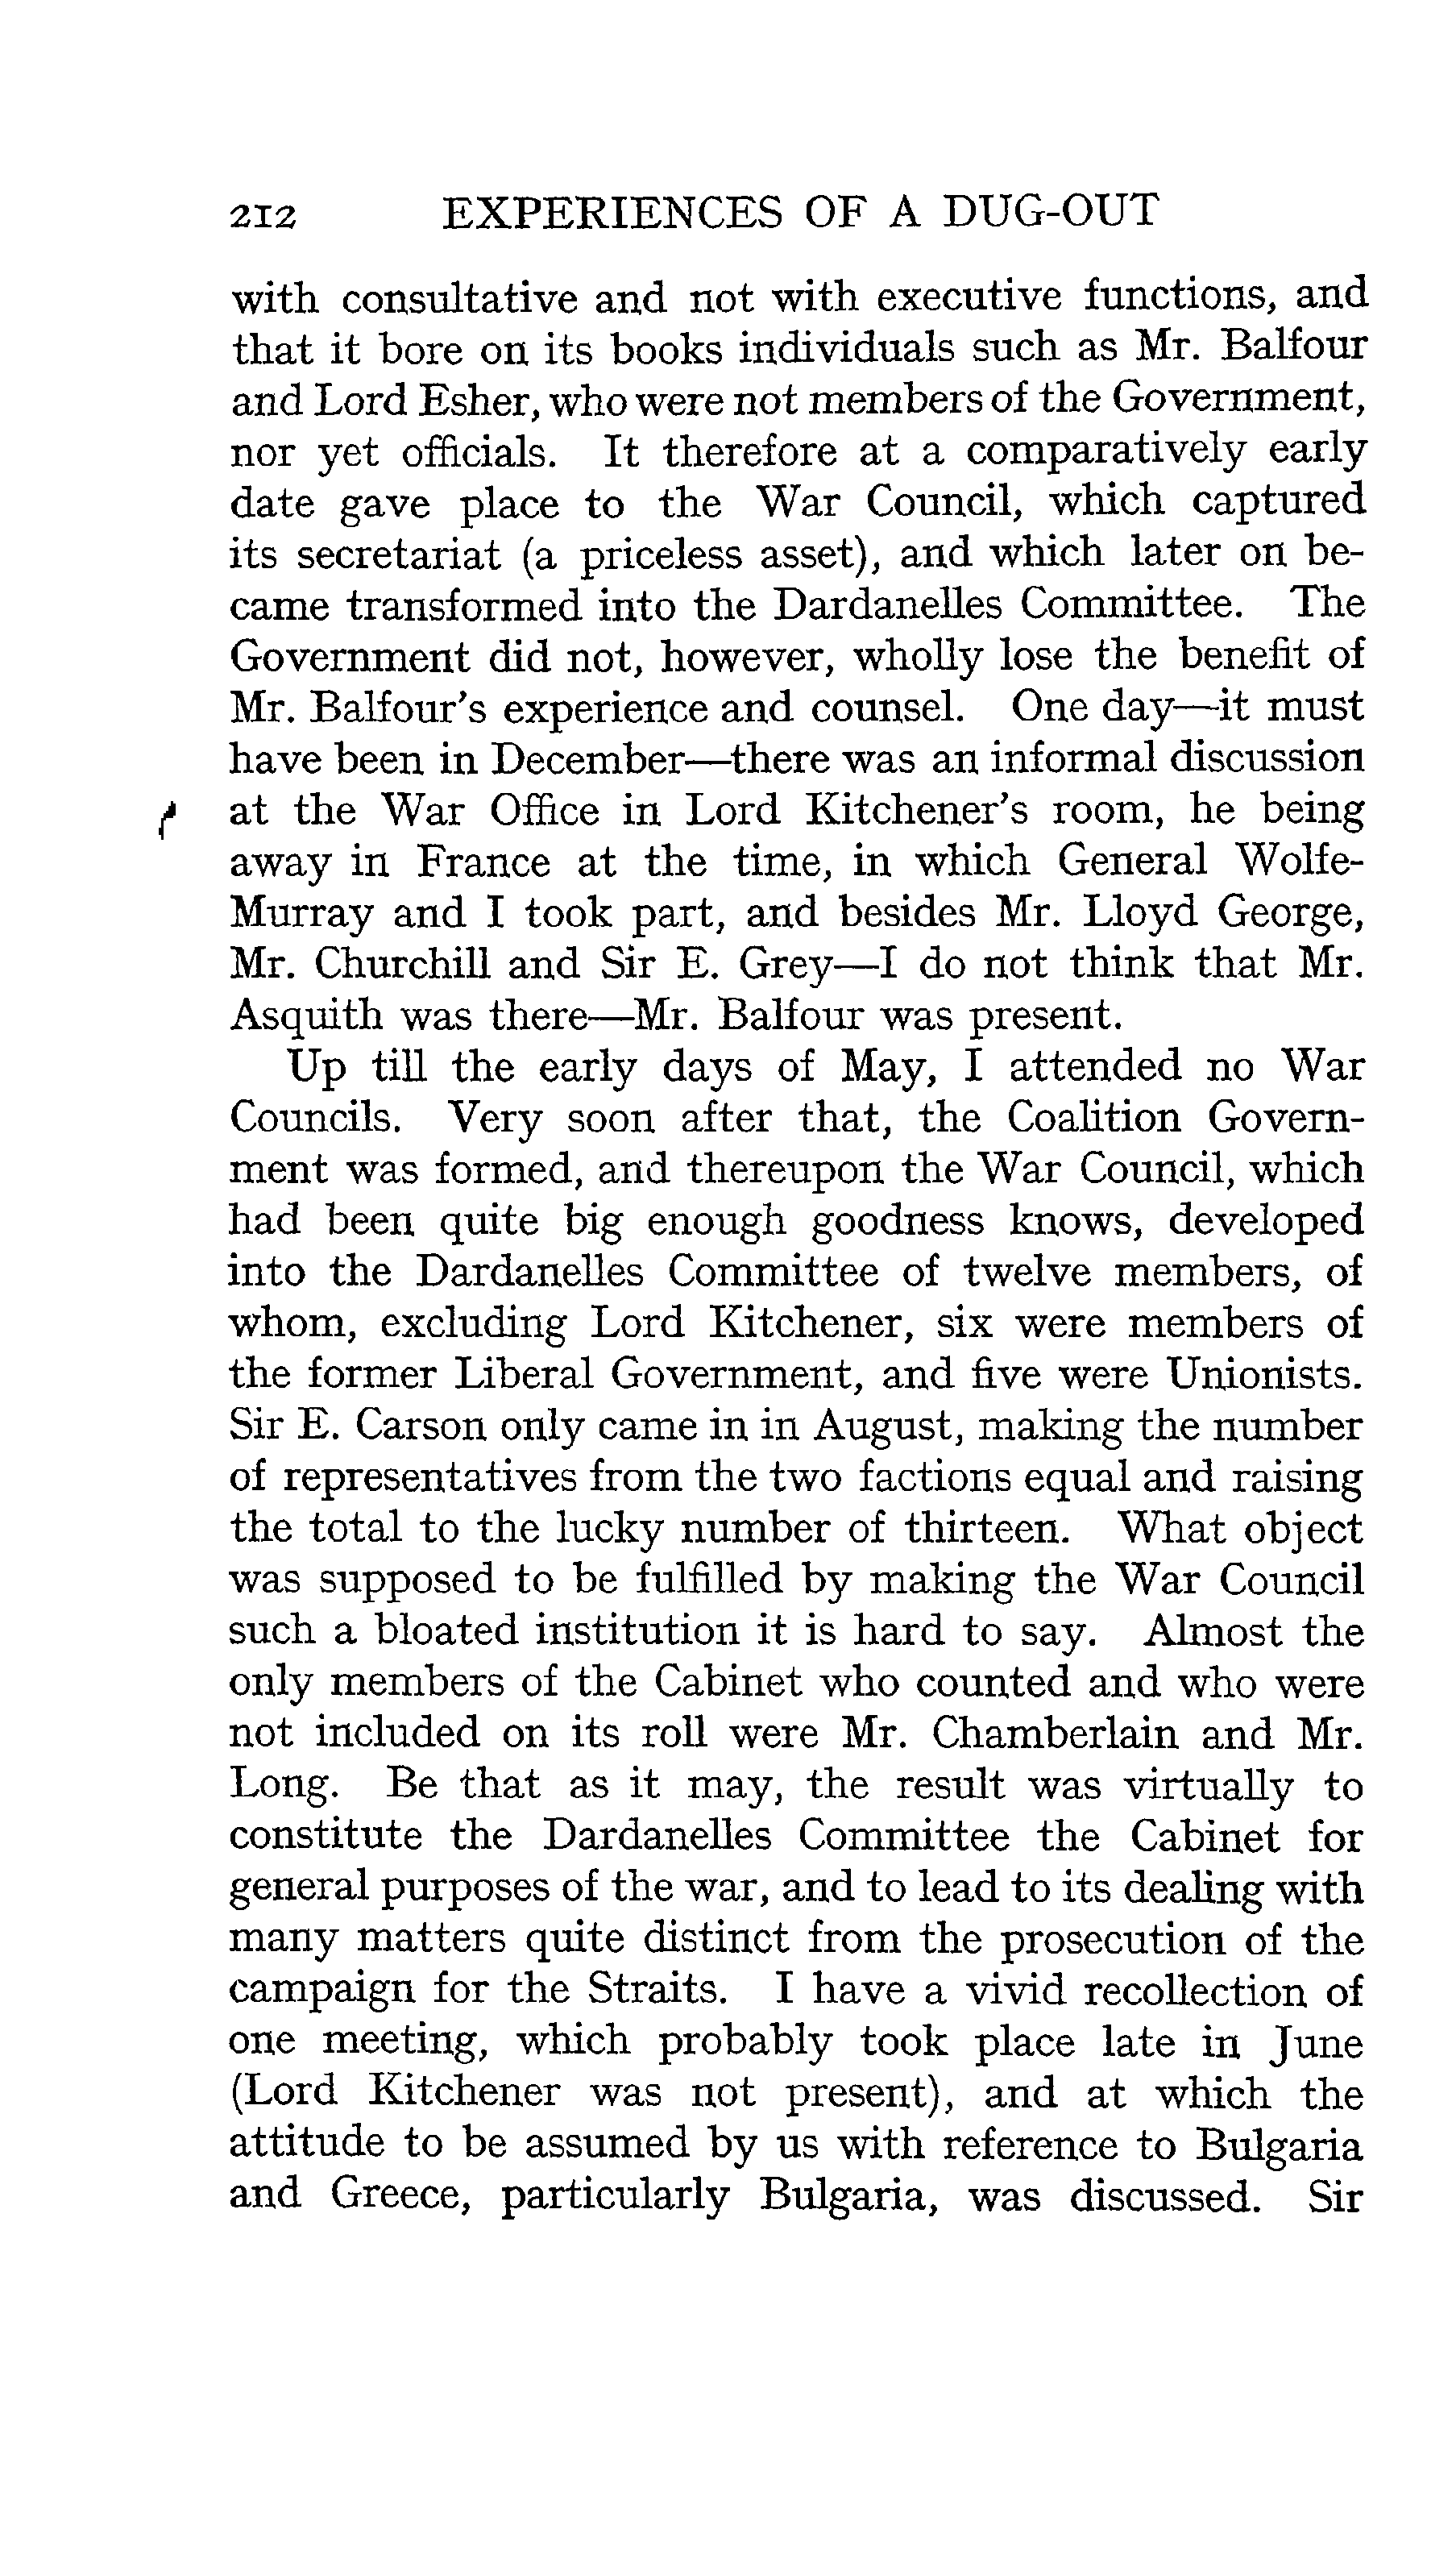 212 EXPERIENCES OF A DUG-OUT
with consultative and not with executive functions, and
that it bore on its books individuals such as Mr. Balfour
and Lord Esher, who were not members of the Government,
nor yet officials. It therefore at a comparatively early
date gave place to the War Council, which captured
its secretariat (a priceless asset), and which later on be-
came transformed into the Dardanelles Committee. The
Government did not, however, wholly lose the benefit of
Mr. Balfour's experience and counsel. One day—it must
have been in December—there was an informal discussion
at the War Office in Lord Kitchener's room, he being
away in France at the time, in which General Wolfe-
Murray and I took part, and besides Mr. Lloyd George,
Mr. Churchill and Sir E. Grey—I do not think that Mr.
Asquith was there—Mr. Balfour was present.
Up till the early days of May, I attended no War
Councils. Very soon after that, the Coalition Govern-
ment was formed, and thereupon the War Council, which
had been quite big enough goodness knows, developed
into the Dardanelles Committee of twelve members, of
whom, excluding Lord Kitchener, six were members of
the former Liberal Government, and five were Unionists.
Sir E. Carson only came in in August, making the number
of representatives from the two factions equal and raising
the total to the lucky number of thirteen. What object
was supposed to be fulfilled by making the War Council
such a bloated institution it is hard to say. Almost the
only members of the Cabinet who counted and who were
not included on its roll were Mr. Chamberlain and Mr.
Long. Be that as it may, the result was virtually to
constitute the Dardanelles Committee the Cabinet for
general purposes of the war, and to lead to its dealing with
many matters quite distinct from the prosecution of the
campaign for the Straits. I have a vivid recollection of
one meeting, which probably took place late in June
(Lord Kitchener was not present), and at which the
attitude to be assumed by us with reference to Bulgaria
and Greece, particularly Bulgaria, was discussed. Sir